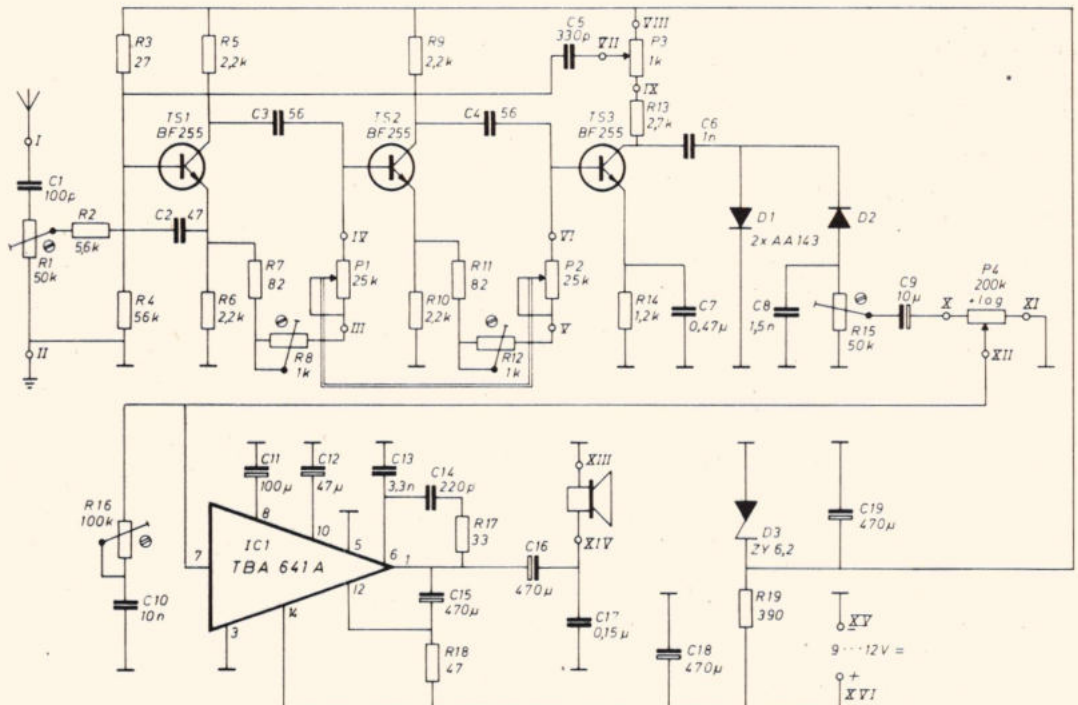 VIII
C5
330p
VII
P3
1k
R3
27
R5
2,2k
R9
2,2k
IX
R13
2,7k
I
TS1
BF255
C3
56
TS2
BF255
C4
56
TS3
BF255
C6
1n
C1
100p
R2
5,6k
C2
47
R1
50k
IV
P1
25k
VI
P2
25k
D1
2x AA143
D2
R7
82
R11
82
R4
56k
R6
2,2k
R10
2,2k
R14
1,2k
C7
0,47µ
C8
1,5n
R15
50k
C9
10µ
X
P4
200k
+log
XI
XII
II
III
R8
1k
V
R12
1k
C11
100µ
C12
47µ
C13
3,3n
C14
220p
R17
33
XIII
XIV
R16
100k
8
10
5
6
1
7
IC1
TBA 641A
12
14
3
C16
470µ
C15
470µ
C17
0,15µ
R18
47
C10
10n
D3
ZY 6,2
C19
470µ
R19
390
C18
470µ
XV
–
9...12V =
+
XVI